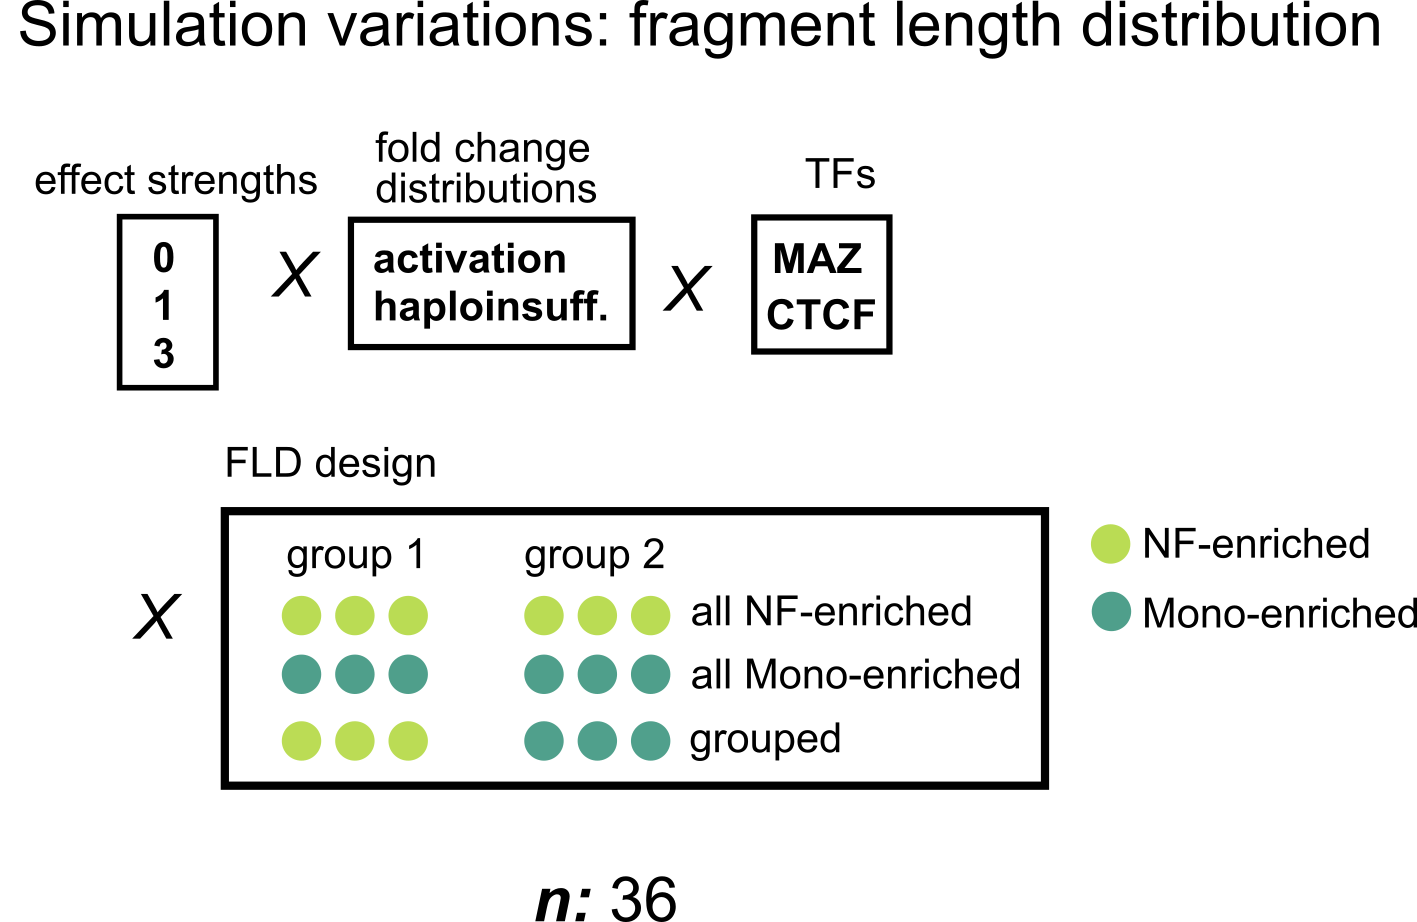 Simulation variations: fragment length distribution
effect strengths
0
1
3
X
fold change
distributions
activation
haploinsuff.
X
TFs
MAZ
CTCF
X
FLD design
group 1 group 2
all NF-enriched
all Mono-enriched
grouped
NF-enriched
Mono-enriched
n: 36